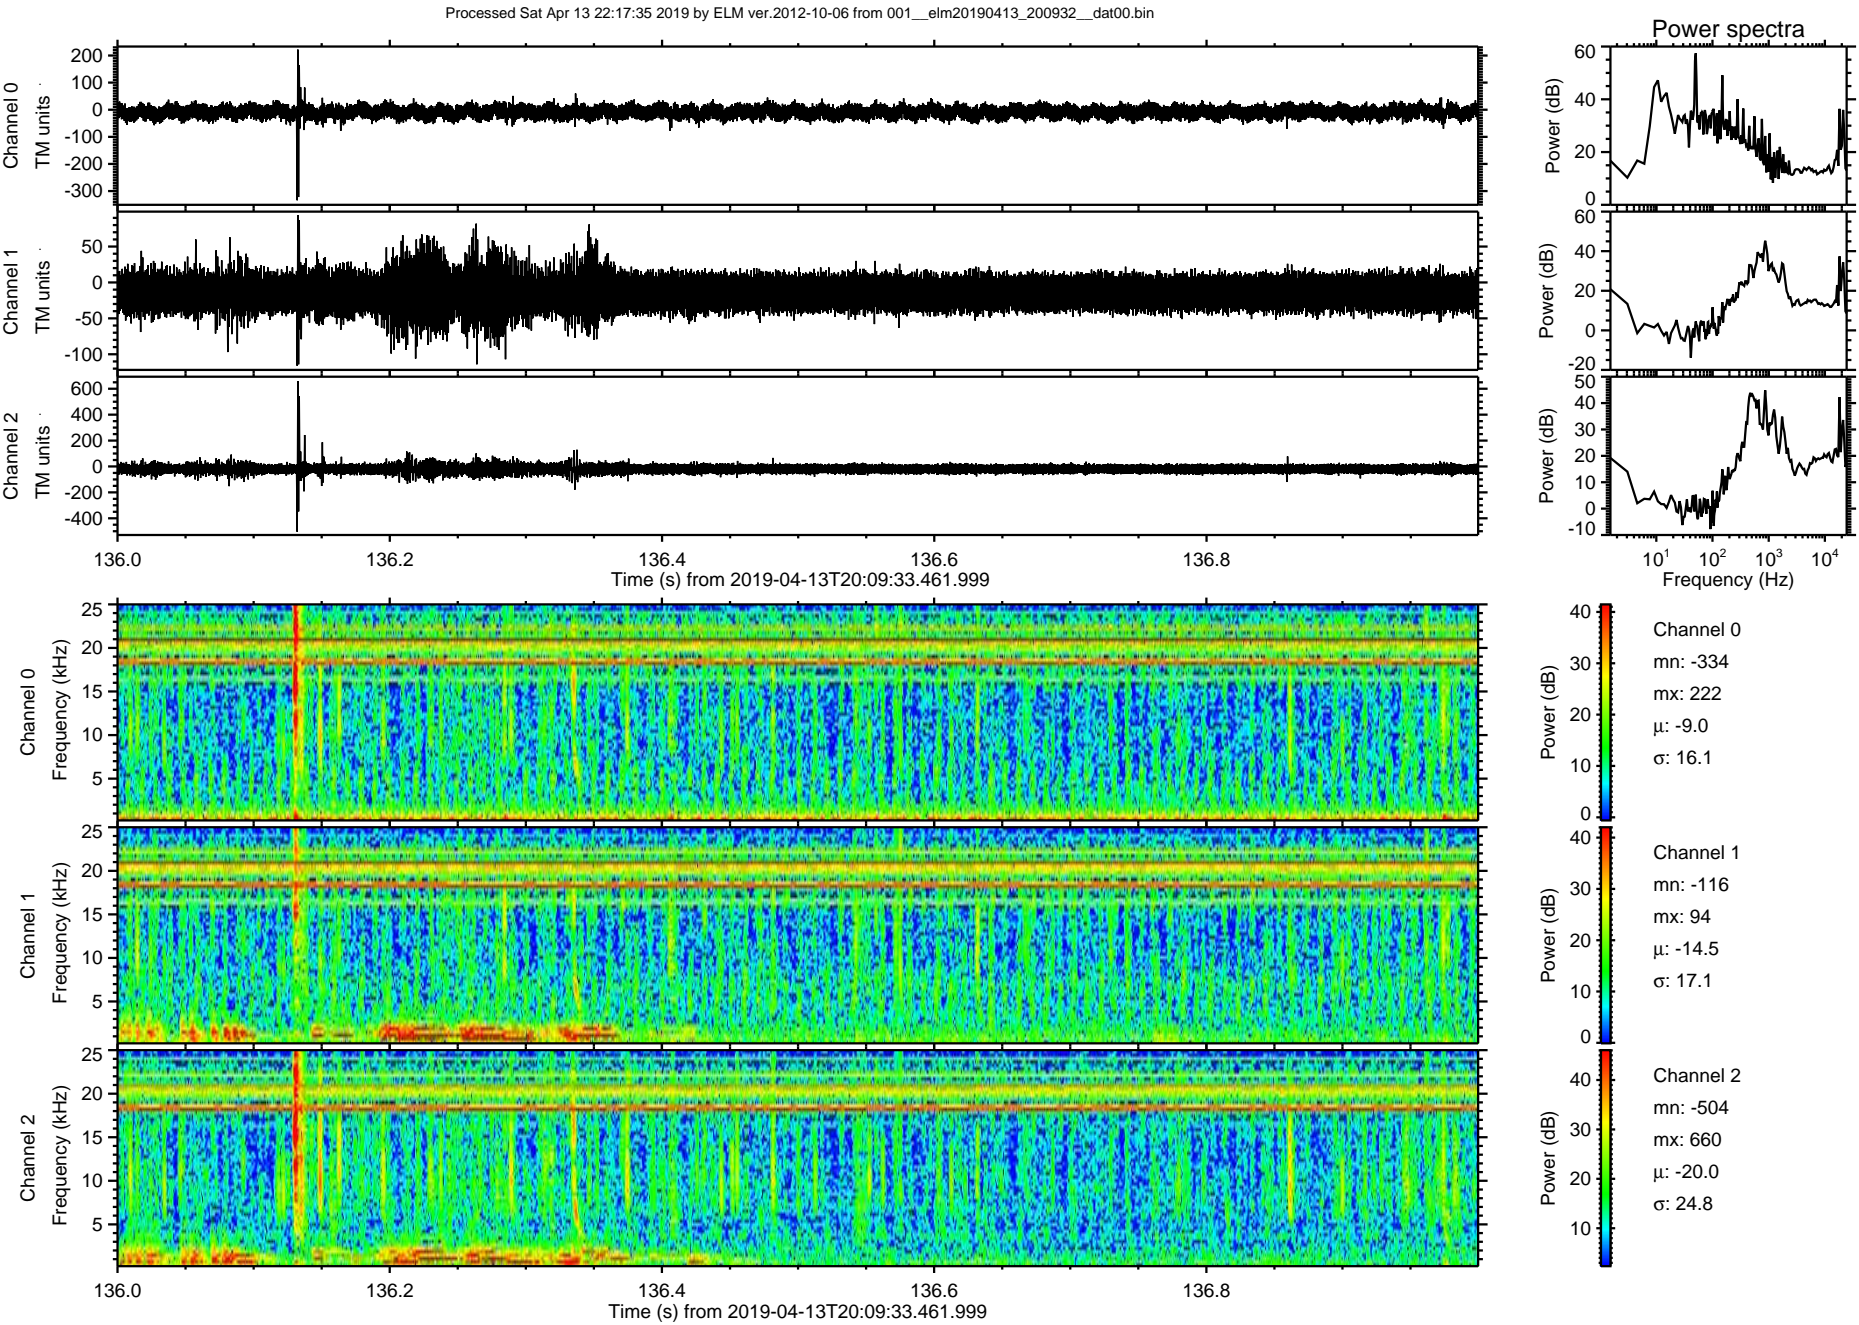 Processed Sat Apr 13 22:17:35 2019 by ELM ver.2012-10-06 from 001__elm20190413_200932__dat00.bin
Power spectra
Channel 0
TM units
200
100
0
-100
-200
-300
Power (dB)
60
40
20
0
Channel 1
TM units
50
0
-50
-100
Power (dB)
60
40
20
0
-20
Channel 2
TM units
600
400
200
0
-200
-400
Power (dB)
50
40
30
20
10
0
-10
136.0 136.2 136.4 136.6 136.8
Time (s) from 2019-04-13T20:09:33.461.999
10^1 10^2 10^3 10^4
Frequency (Hz)
Channel 0
Frequency (kHz)
25
20
15
10
5
Power (dB)
40
30
20
10
0
Channel 0
mn: -334
mx: 222
μ: -9.0
σ: 16.1
Channel 1
Frequency (kHz)
25
20
15
10
5
Power (dB)
40
30
20
10
0
Channel 1
mn: -116
mx: 94
μ: -14.5
σ: 17.1
Channel 2
Frequency (kHz)
25
20
15
10
5
Power (dB)
40
30
20
10
Channel 2
mn: -504
mx: 660
μ: -20.0
σ: 24.8
136.0 136.2 136.4 136.6 136.8
Time (s) from 2019-04-13T20:09:33.461.999